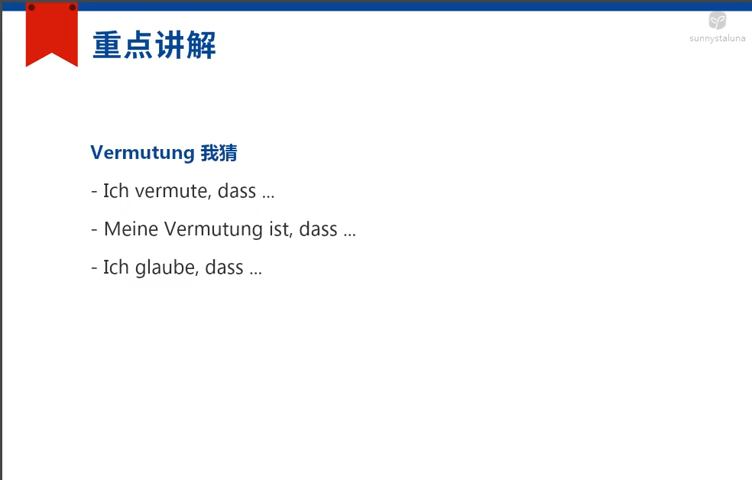 重点讲解
sunnystaluna
Vermutung 我猜
- Ich vermute, dass ...
- Meine Vermutung ist, dass ...
- Ich glaube, dass ...